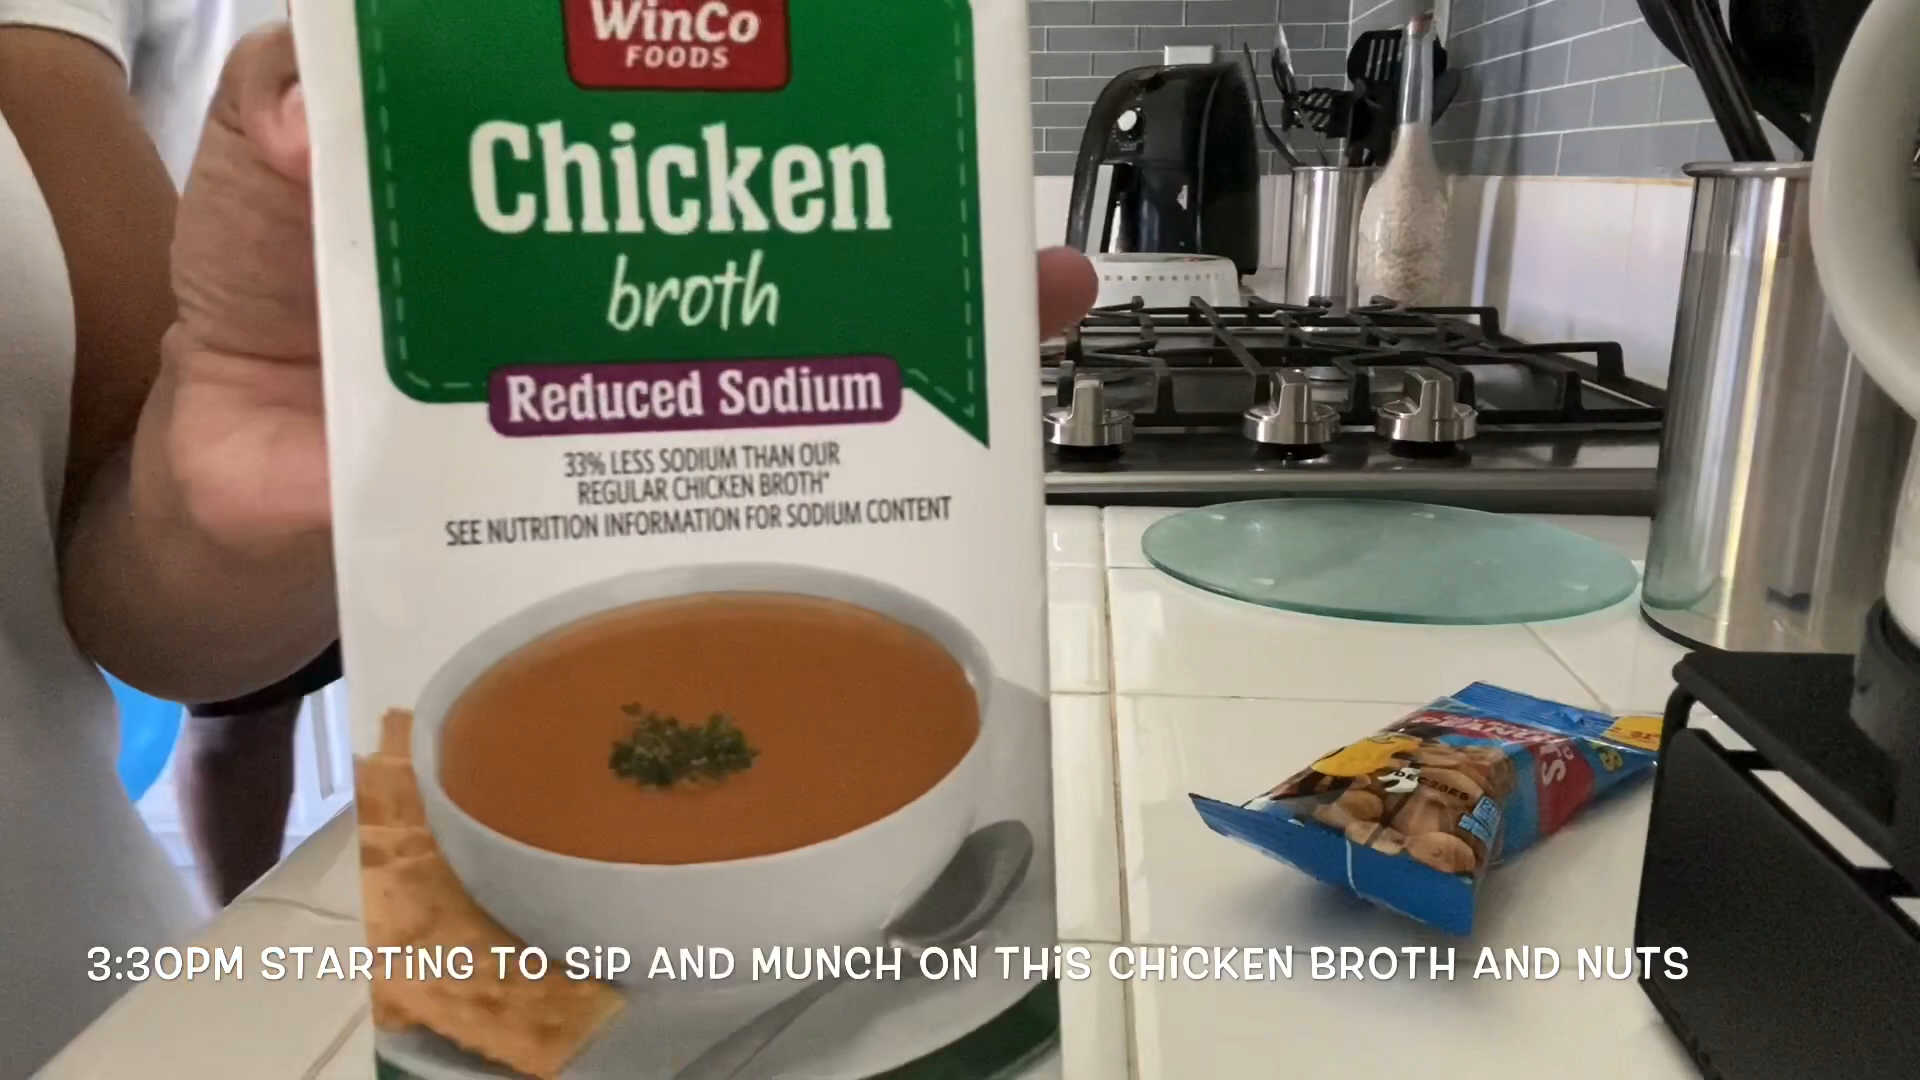 WinCo
FOODS
Chicken
broth
Reduced Sodium
33% LESS SODIUM THAN OUR
REGULAR CHICKEN BROTH*
SEE NUTRITION INFORMATION FOR SODIUM CONTENT
PEANUTS
3:30PM STARTING TO SIP AND MUNCH ON THIS CHICKEN BROTH AND NUTS